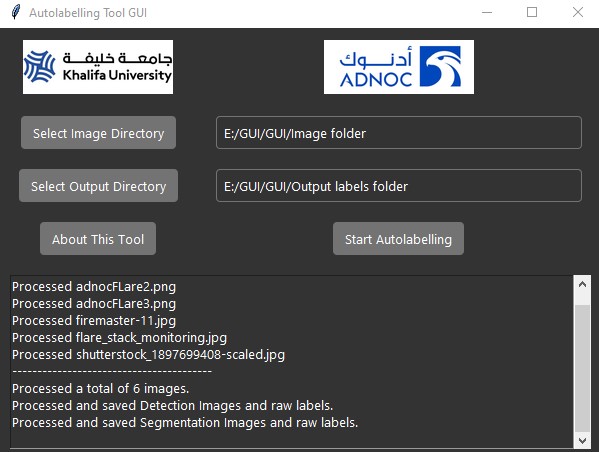 Autolabelling Tool GUI
جامعة خليفة
Khalifa University
أدنوك
ADNOC
Select Image Directory
E:/GUI/GUI/Image folder
Select Output Directory
E:/GUI/GUI/Output labels folder
About This Tool
Start Autolabelling
Processed adnocFLare2.png
Processed adnocFLare3.png
Processed firemaster-11.jpg
Processed flare_stack_monitoring.jpg
Processed shutterstock_1897699408-scaled.jpg
----------------------------------------
Processed a total of 6 images.
Processed and saved Detection Images and raw labels.
Processed and saved Segmentation Images and raw labels.